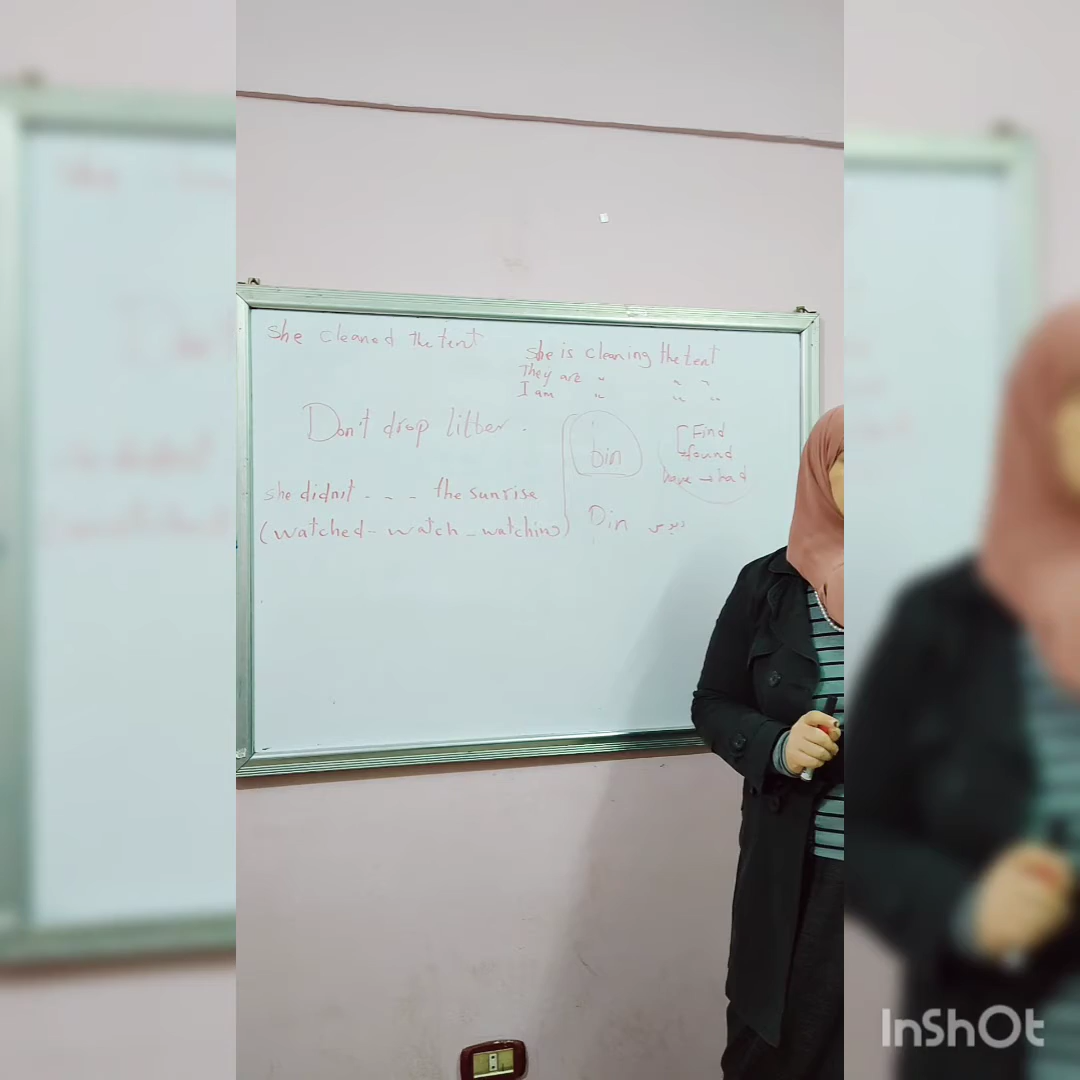 she cleaned the tent
she is cleaning the tent
They are " " "
I am " " "
Don't drop litter.
bin
Find
found
have → had
she didn't - - - the sunrise
(watched - watch - watching)
Din دبوس
InShOt